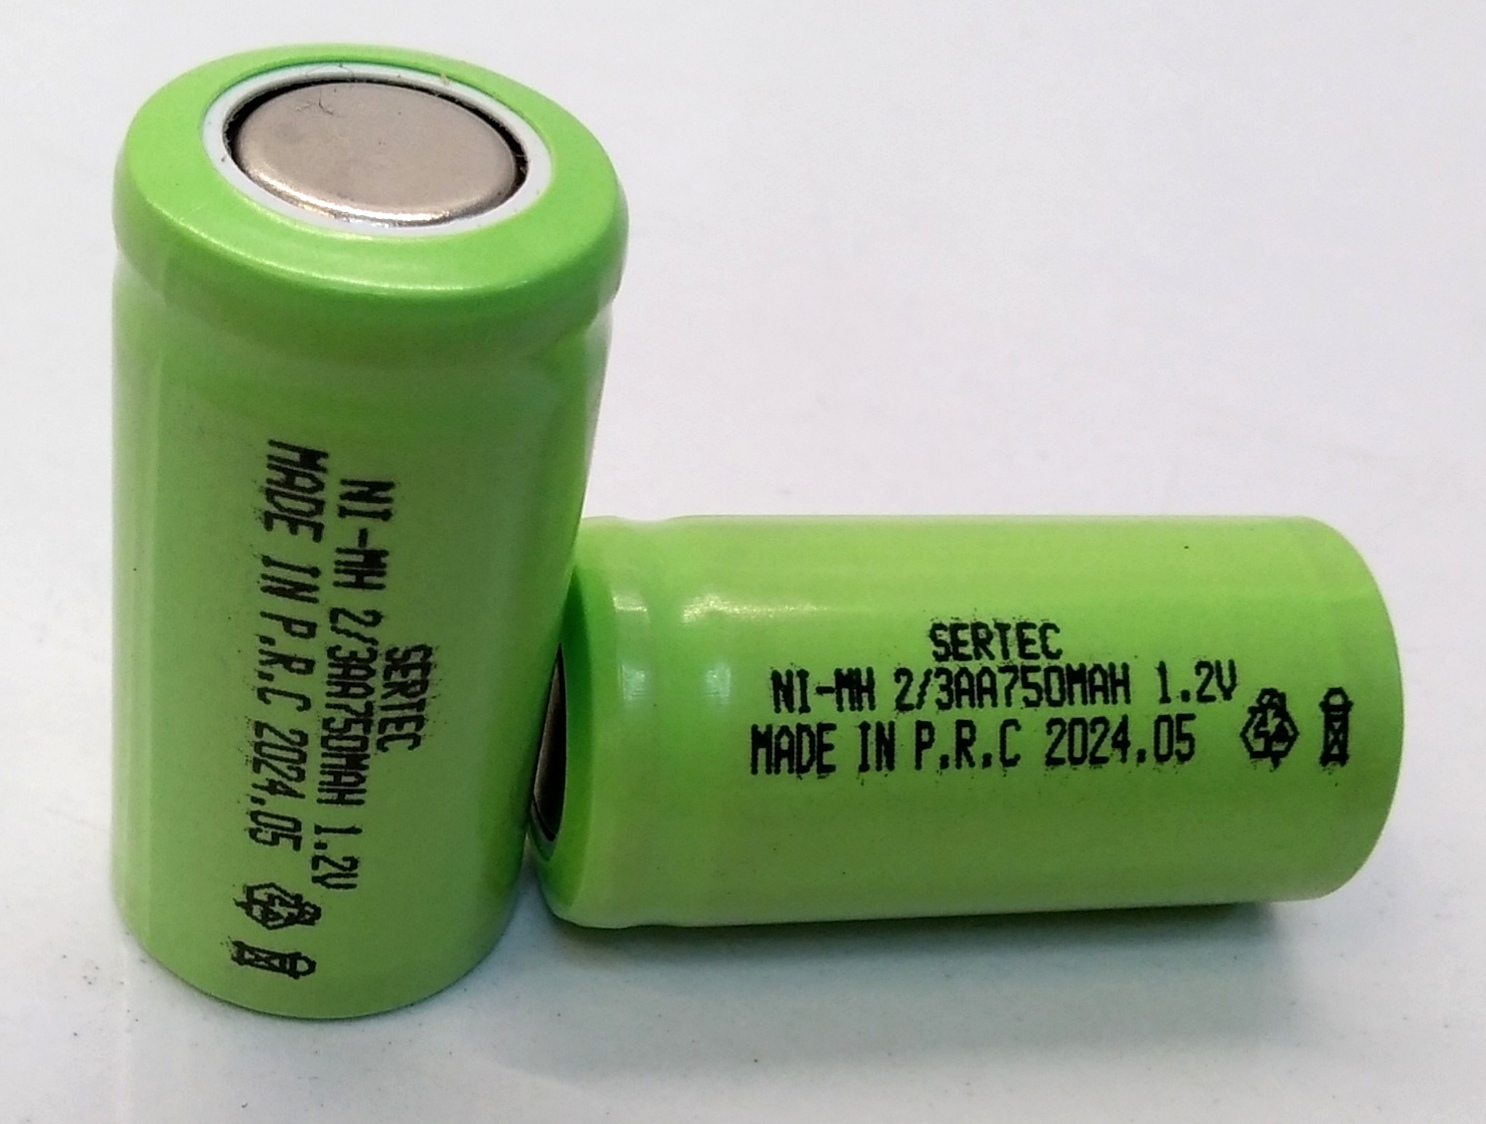 SERTEC
NI-MH 2/3AA750MAH 1.2V
MADE IN P.R.C 2024.05
SERTEC
NI-MH 2/3AA750MAH 1.2V
MADE IN P.R.C 2024.05